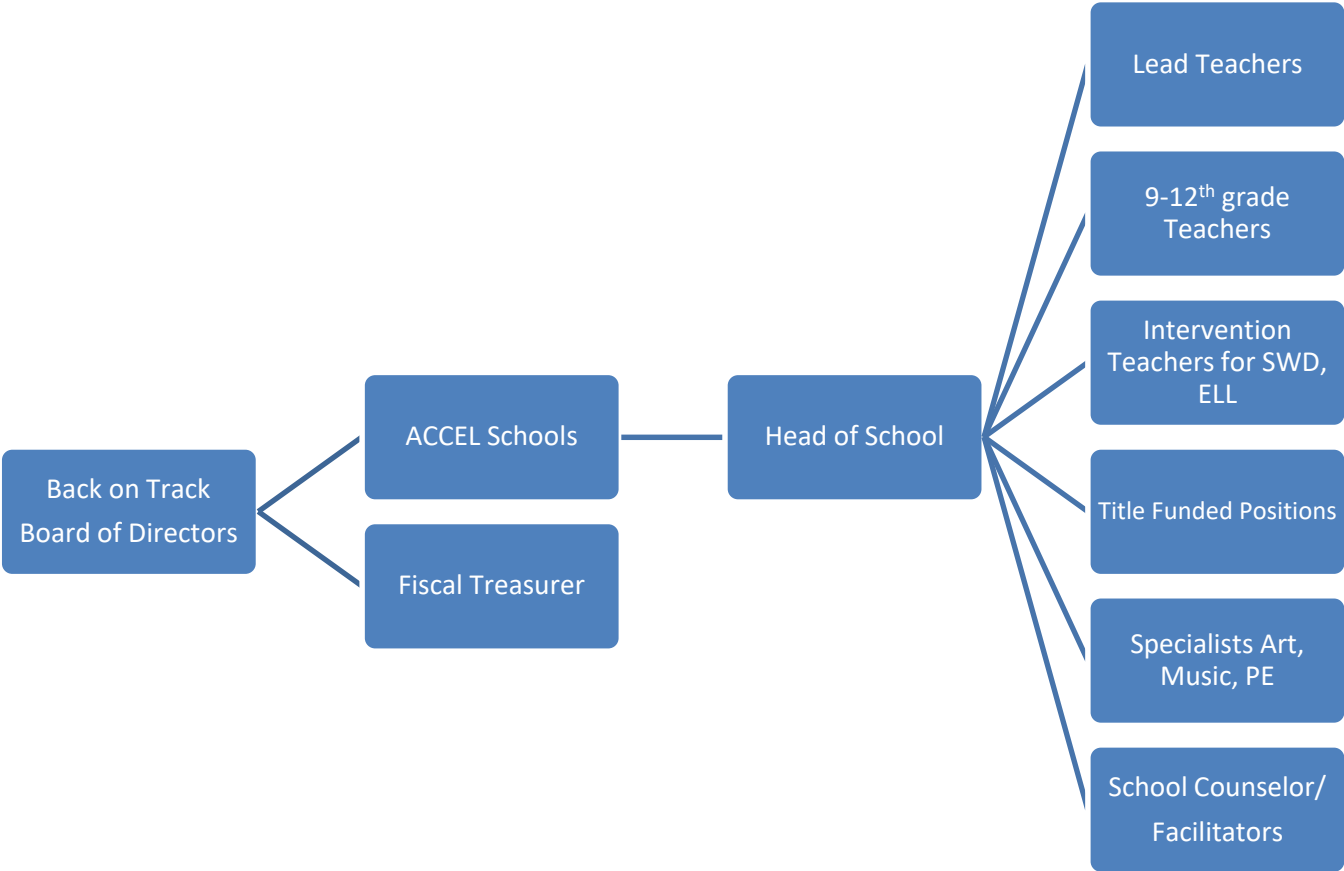 Back on Track
Board of Directors
ACCEL Schools
Fiscal Treasurer
Head of School
Lead Teachers
9-12th grade
Teachers
Intervention
Teachers for SWD,
ELL
Title Funded Positions
Specialists Art,
Music, PE
School Counselor/
Facilitators